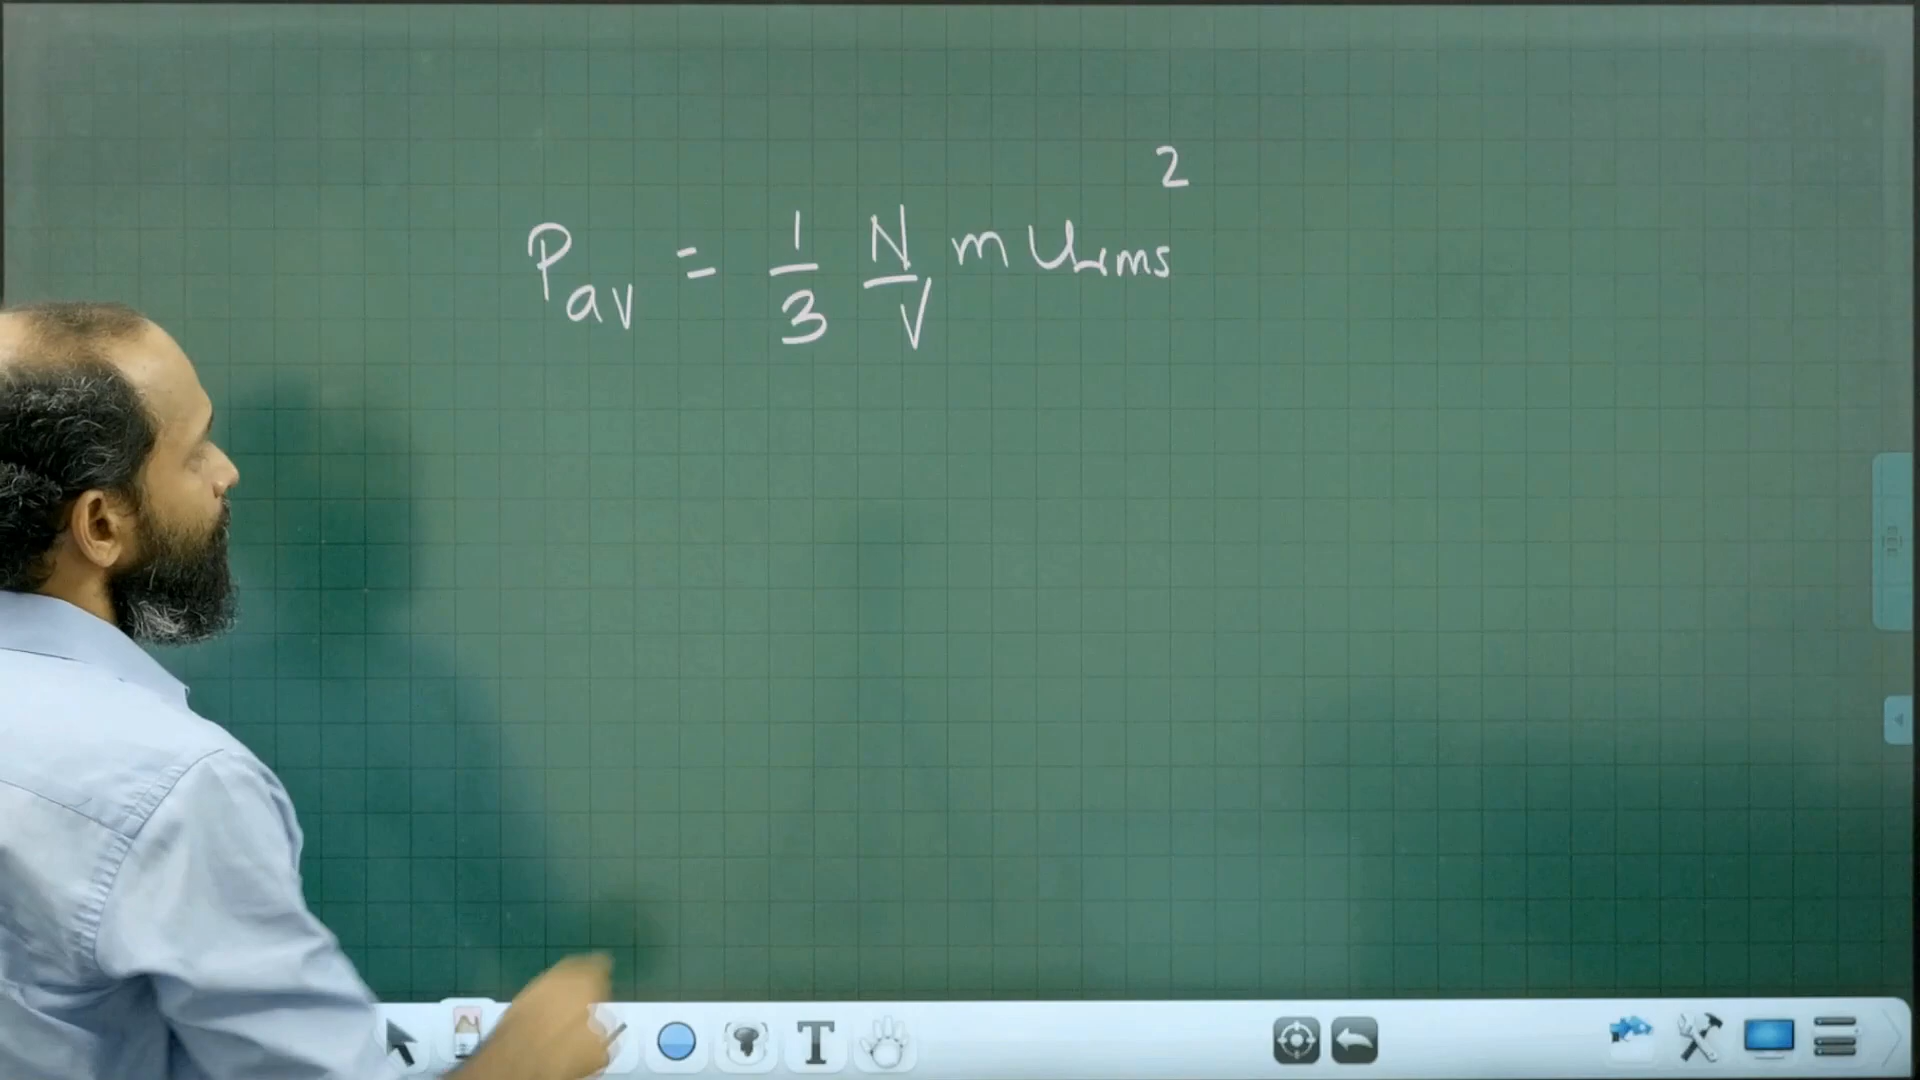 P_av = 1/3 N/V m U_rms^2
T